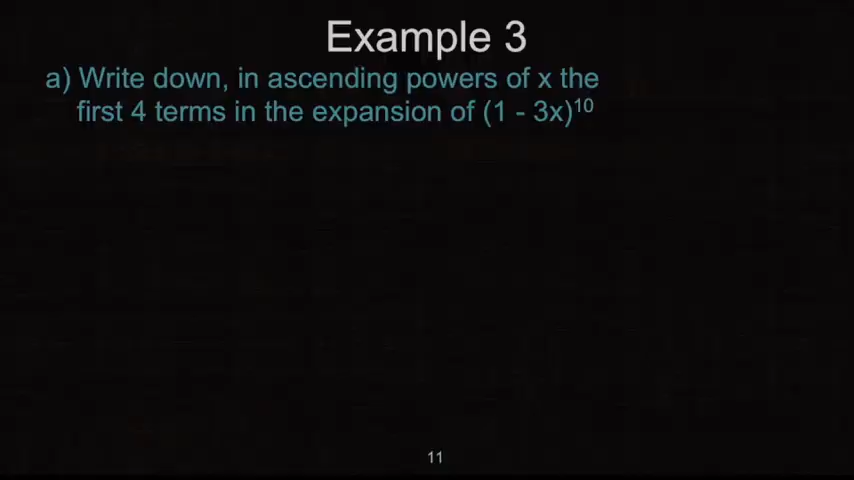 Example 3
a) Write down, in ascending powers of x the
first 4 terms in the expansion of (1 - 3x)¹⁰
11